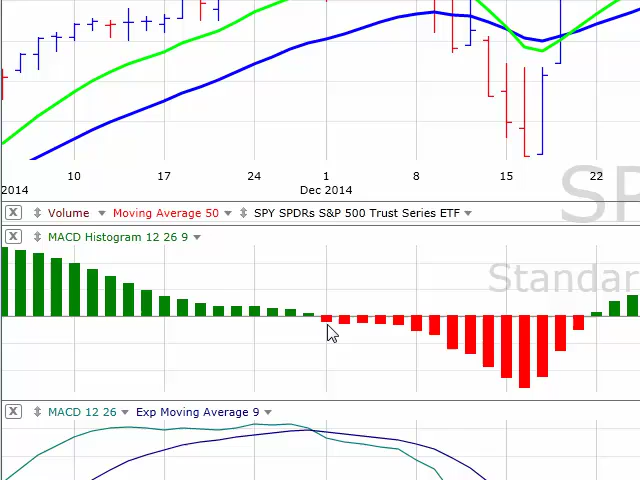 10 17 24 1 8 15 22
2014 Dec 2014
SP
X Volume Moving Average 50 SPY SPDRs S&P 500 Trust Series ETF
X MACD Histogram 12 26 9
Standar
X MACD 12 26 Exp Moving Average 9